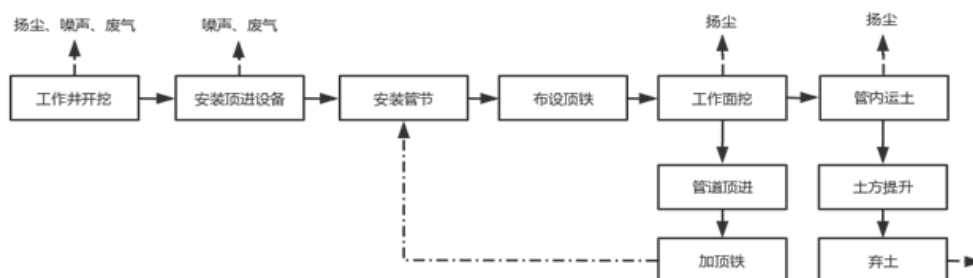 扬尘、噪声、废气
噪声、废气
扬尘
扬尘
工作井开挖
安装顶进设备
安装管节
布设顶铁
工作面挖
管内运土
管道顶进
土方提升
加顶铁
弃土